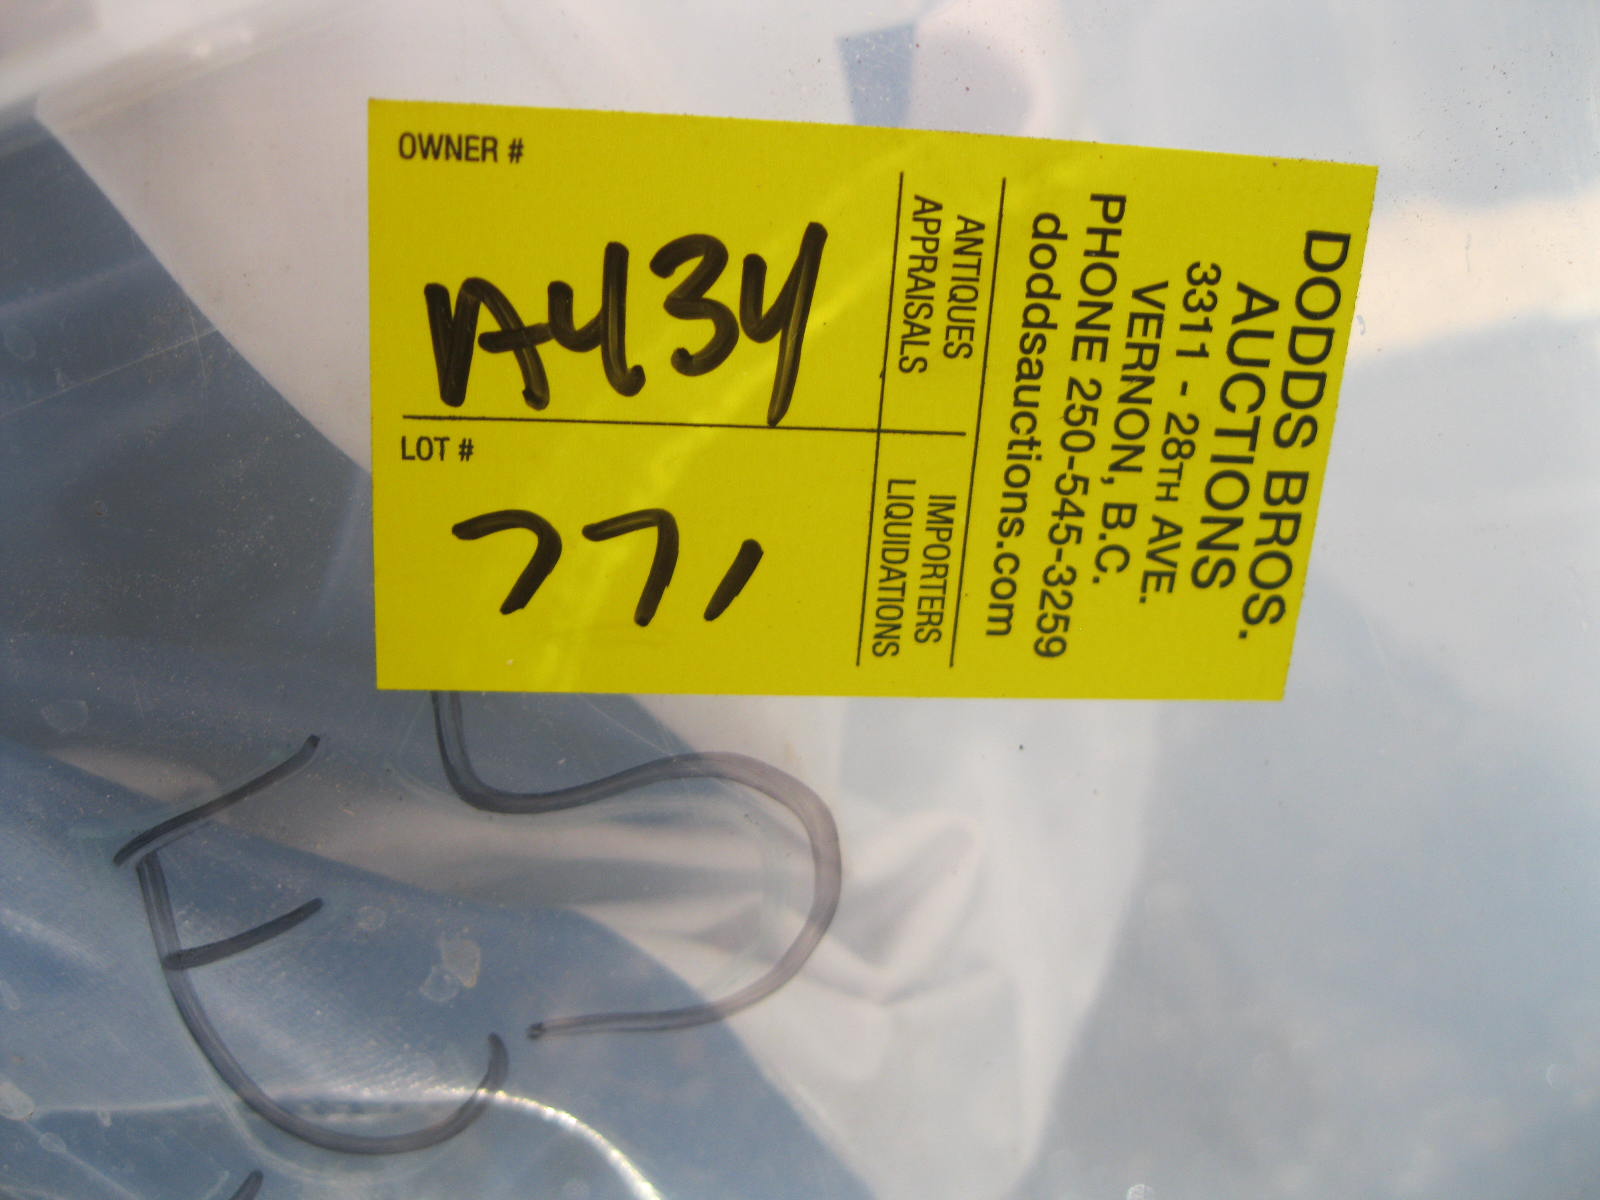 DODDS BROS.
AUCTIONS
3311 - 28TH AVE.
VERNON, B.C.
PHONE 250-545-3259
doddsauctions.com
ANTIQUES
APPRAISALS
IMPORTERS
LIQUIDATIONS
OWNER #
A434
LOT #
771